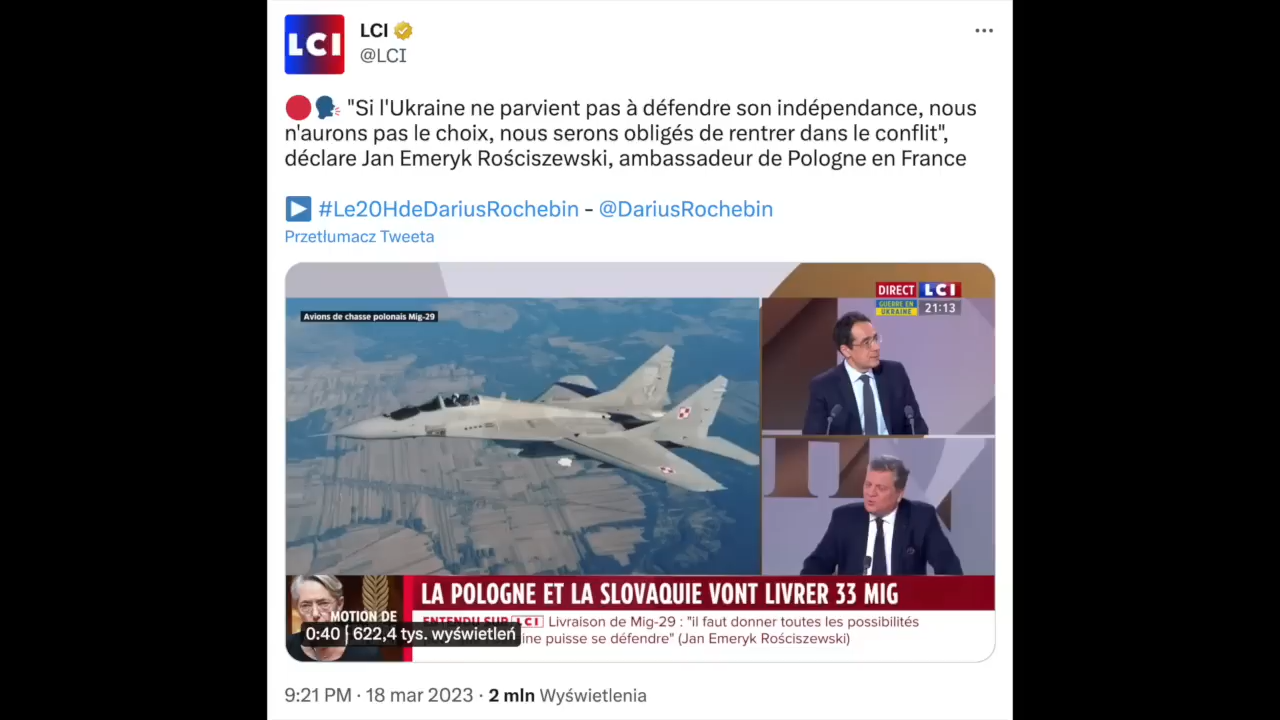 LCI
LCI
@LCI
"Si l'Ukraine ne parvient pas à défendre son indépendance, nous
n'aurons pas le choix, nous serons obligés de rentrer dans le conflit",
déclare Jan Emeryk Rościszewski, ambassadeur de Pologne en France
#Le20HdeDariusRochebin - @DariusRochebin
Przetłumacz Tweeta
DIRECT LCI
GUERRE EN
UKRAINE
21:13
Avions de chasse polonais Mig-29
LA POLOGNE ET LA SLOVAQUIE VONT LIVRER 33 MIG
MOTION DE
ENTENDU SUR LCI Livraison de Mig-29 : "il faut donner toutes les possibilités
puisse se défendre" (Jan Emeryk Rościszewski)
0:40 | 622,4 tys. wyświetleń
9:21 PM · 18 mar 2023 · 2 mln Wyświetlenia